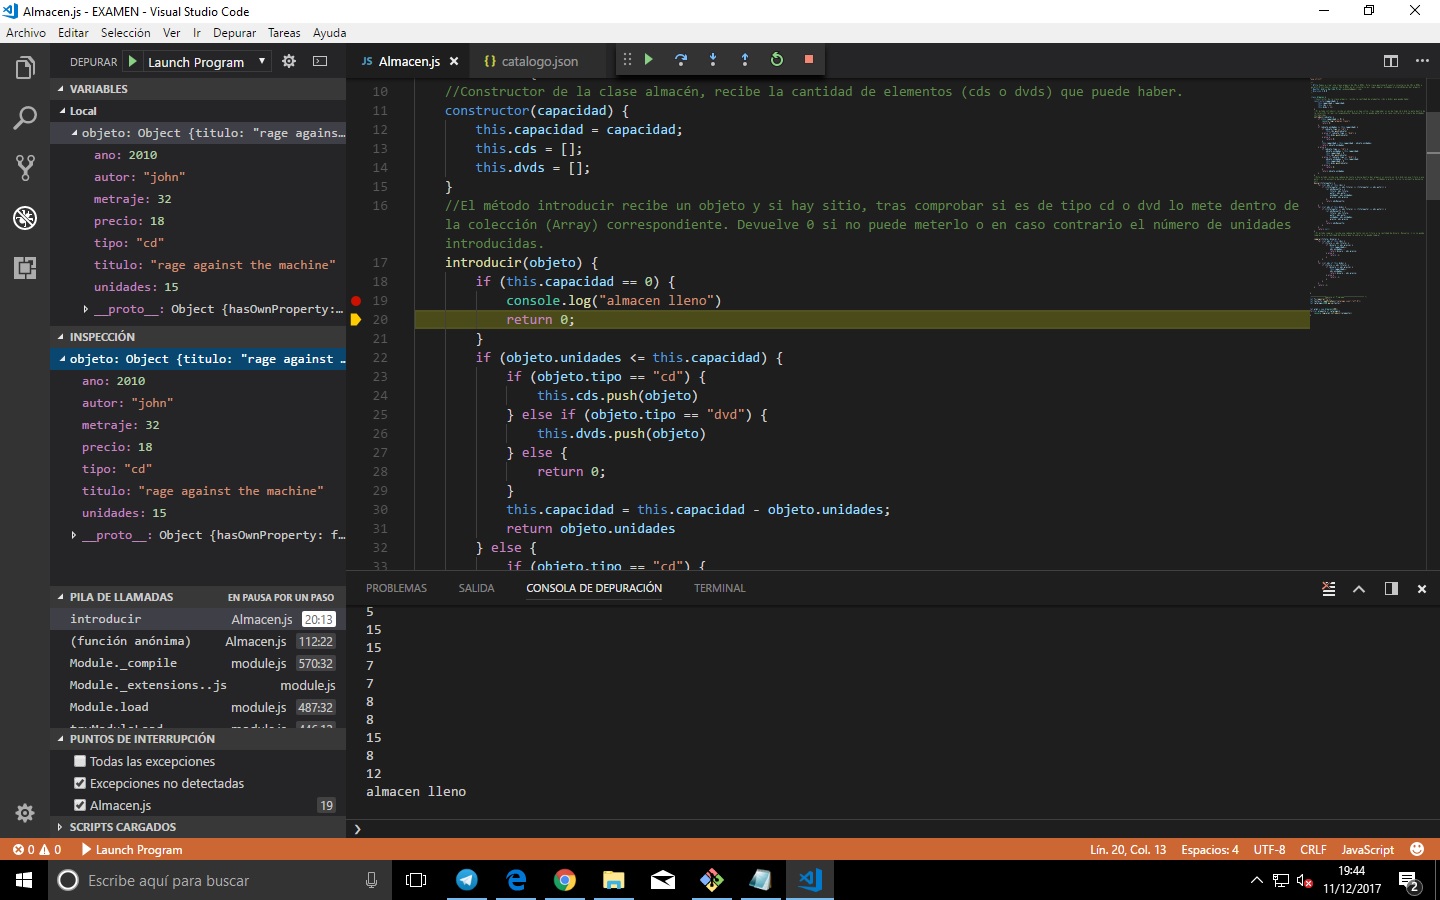 Almacen.js - EXAMEN - Visual Studio Code
Archivo Editar Selección Ver Ir Depurar Tareas Ayuda
DEPURAR Launch Program
VARIABLES
Local
objeto: Object {titulo: "rage agains…
ano: 2010
autor: "john"
metraje: 32
precio: 18
tipo: "cd"
titulo: "rage against the machine"
unidades: 15
__proto__: Object {hasOwnProperty:…
INSPECCIÓN
objeto: Object {titulo: "rage against …
ano: 2010
autor: "john"
metraje: 32
precio: 18
tipo: "cd"
titulo: "rage against the machine"
unidades: 15
__proto__: Object {hasOwnProperty: f…
PILA DE LLAMADAS EN PAUSA POR UN PASO
introducir Almacen.js 20:13
(función anónima) Almacen.js 112:22
Module._compile module.js 570:32
Module._extensions..js module.js
Module.load module.js 487:32
PUNTOS DE INTERRUPCIÓN
Todas las excepciones
Excepciones no detectadas
Almacen.js 19
SCRIPTS CARGADOS
JS Almacen.js {} catalogo.json
10 //Constructor de la clase almacén, recibe la cantidad de elementos (cds o dvds) que puede haber.
11 constructor(capacidad) {
12 this.capacidad = capacidad;
13 this.cds = [];
14 this.dvds = [];
15 }
16 //El método introducir recibe un objeto y si hay sitio, tras comprobar si es de tipo cd o dvd lo mete dentro de
la colección (Array) correspondiente. Devuelve 0 si no puede meterlo o en caso contrario el número de unidades
introducidas.
17 introducir(objeto) {
18 if (this.capacidad == 0) {
19 console.log("almacen lleno")
20 return 0;
21 }
22 if (objeto.unidades <= this.capacidad) {
23 if (objeto.tipo == "cd") {
24 this.cds.push(objeto)
25 } else if (objeto.tipo == "dvd") {
26 this.dvds.push(objeto)
27 } else {
28 return 0;
29 }
30 this.capacidad = this.capacidad - objeto.unidades;
31 return objeto.unidades
32 } else {
33 if (objeto.tipo == "cd") {
PROBLEMAS SALIDA CONSOLA DE DEPURACIÓN TERMINAL
5
15
15
7
7
8
8
15
8
12
almacen lleno
0 0 Launch Program Lín. 20, Col. 13 Espacios: 4 UTF-8 CRLF JavaScript
Escribe aquí para buscar
19:44
11/12/2017
2